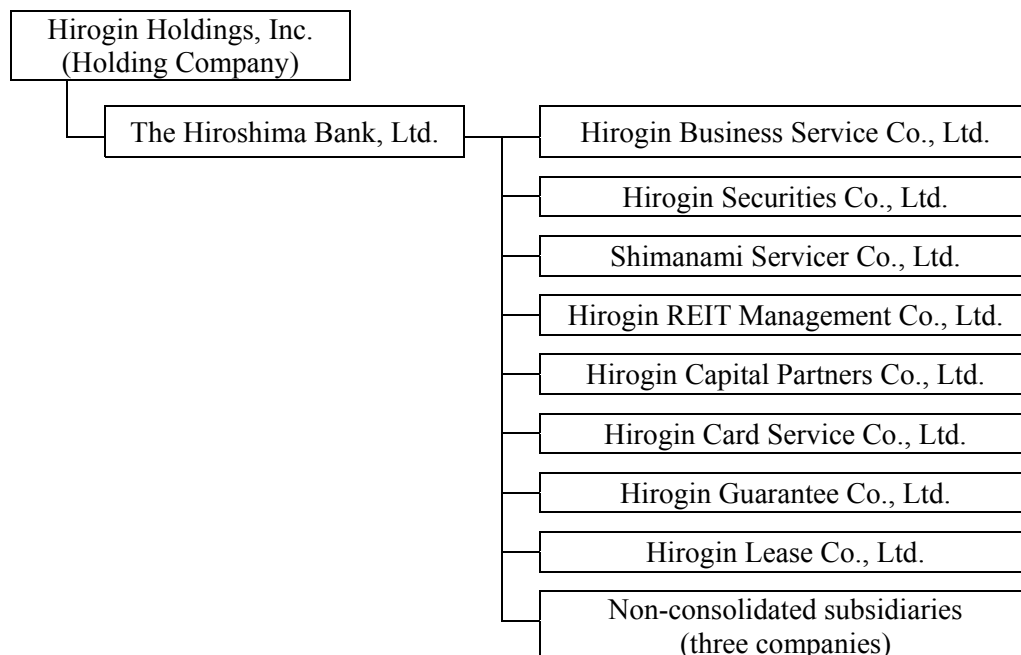 Hirogin Holdings, Inc.
(Holding Company)
The Hiroshima Bank, Ltd.
Hirogin Business Service Co., Ltd.
Hirogin Securities Co., Ltd.
Shimanami Servicer Co., Ltd.
Hirogin REIT Management Co., Ltd.
Hirogin Capital Partners Co., Ltd.
Hirogin Card Service Co., Ltd.
Hirogin Guarantee Co., Ltd.
Hirogin Lease Co., Ltd.
Non-consolidated subsidiaries
(three companies)